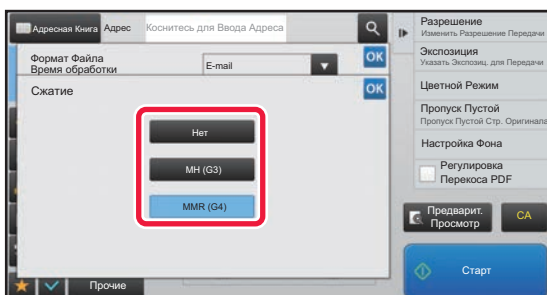 Адресная Книга
Адрес
Коснитесь для Ввода Адреса
Формат Файла
Время обработки
E-mail
OK
Сжатие
OK
Нет
MH (G3)
MMR (G4)
Прочие
Разрешение
Изменить Разрешение Передачи
Экспозиция
Указать Экспозиц. для Передачи
Цветной Режим
Пропуск Пустой
Пропуск Пустой Стр. Оригинала
Настройка Фона
Регулировка
Перекоса PDF
Предварит.
Просмотр
CA
Старт